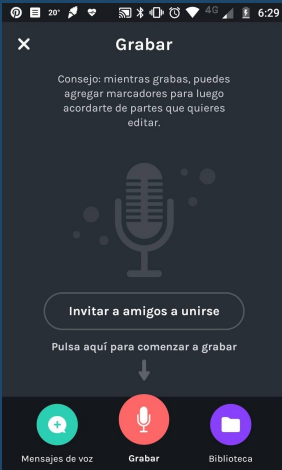 20° 4G 6:29
Grabar
Consejo: mientras grabas, puedes
agregar marcadores para luego
acordarte de partes que quieres
editar.
Invitar a amigos a unirse
Pulsa aquí para comenzar a grabar
Mensajes de voz Grabar Biblioteca